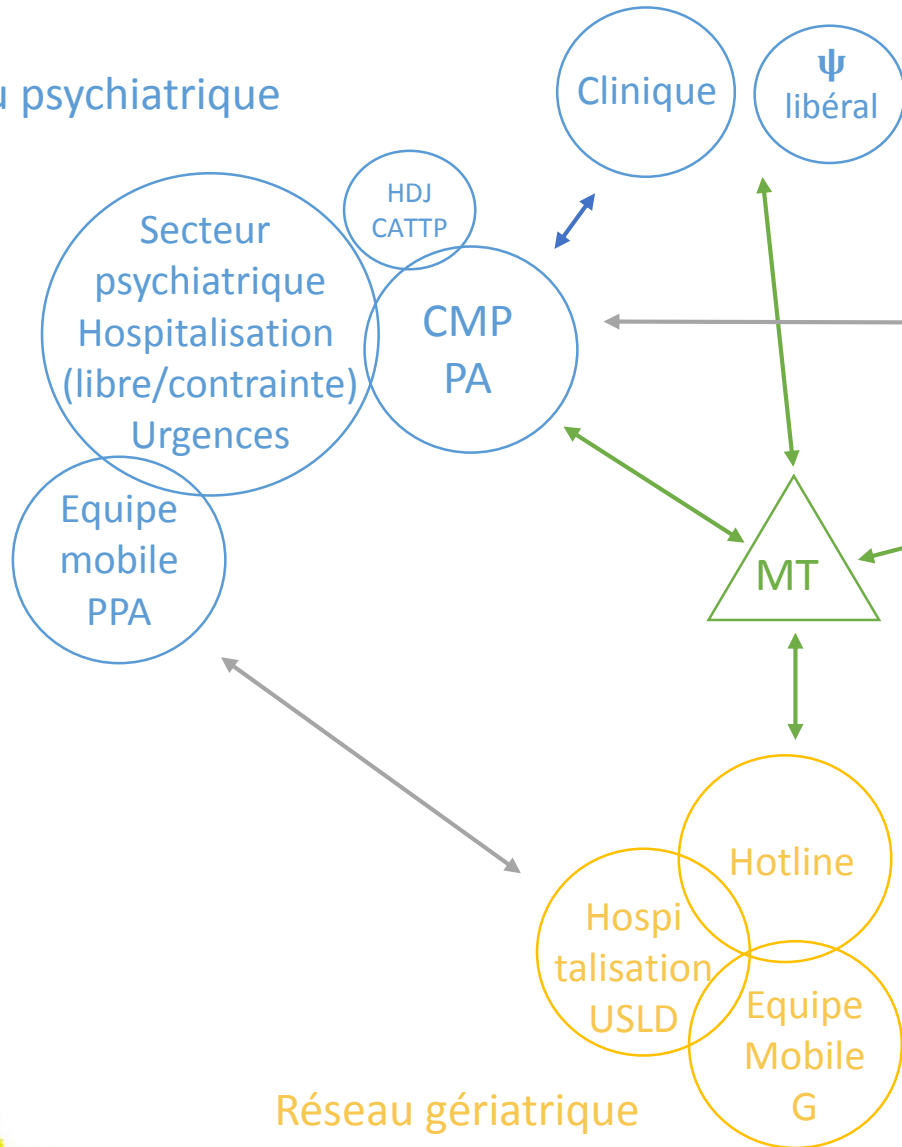 u psychiatrique
Clinique
ψ
libéral
HDJ
CATTP
Secteur
psychiatrique
Hospitalisation
(libre/contrainte)
Urgences
CMP
PA
Equipe
mobile
PPA
MT
Hotline
Hospi
talisation
USLD
Equipe
Mobile
G
Réseau gériatrique